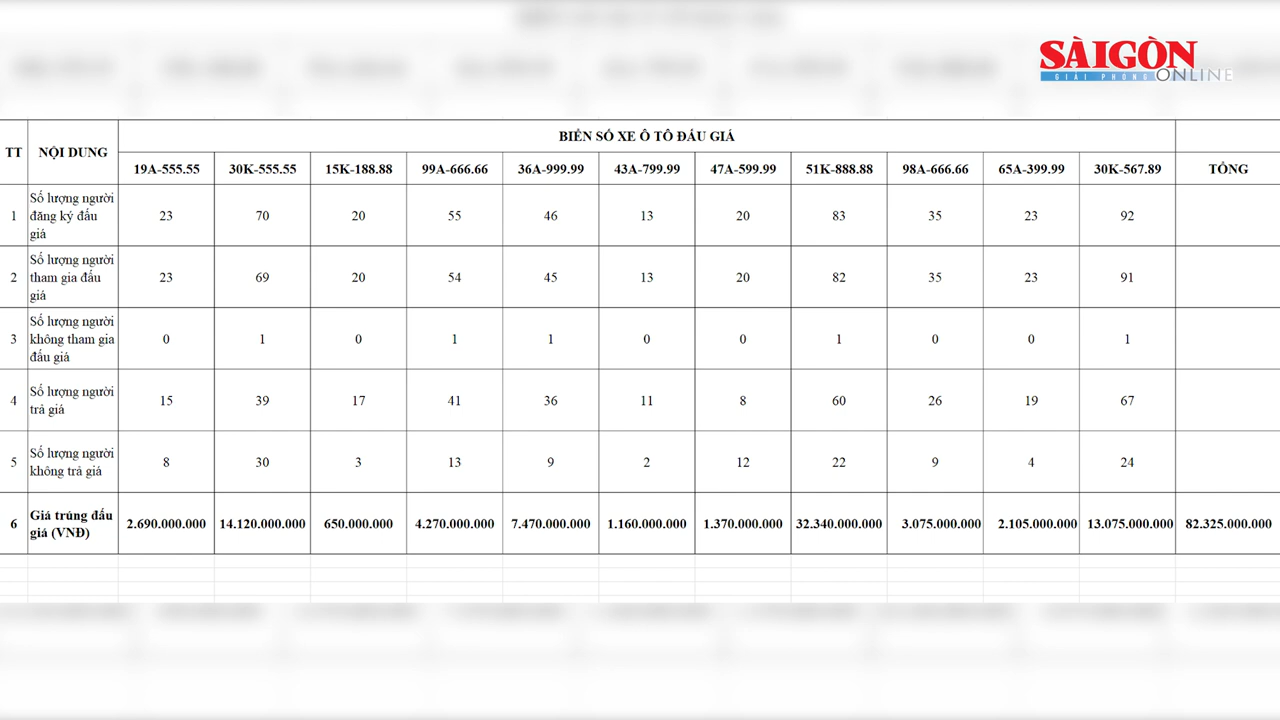 SÀIGÒN
GIẢI PHÓNG ONLINE
TT NỘI DUNG BIỂN SỐ XE Ô TÔ ĐẤU GIÁ
19A-555.55 30K-555.55 15K-188.88 99A-666.66 36A-999.99 43A-799.99 47A-599.99 51K-888.88 98A-666.66 65A-399.99 30K-567.89 TỔNG
Số lượng người
1 đăng ký đấu 23 70 20 55 46 13 20 83 35 23 92
giá
Số lượng người
2 tham gia đấu 23 69 20 54 45 13 20 82 35 23 91
giá
Số lượng người
3 không tham gia 0 1 0 1 1 0 0 1 0 0 1
đấu giá
Số lượng người
4 trả giá 15 39 17 41 36 11 8 60 26 19 67
Số lượng người
5 không trả giá 8 30 3 13 9 2 12 22 9 4 24
Giá trúng đấu
6 giá (VNĐ) 2.690.000.000 14.120.000.000 650.000.000 4.270.000.000 7.470.000.000 1.160.000.000 1.370.000.000 32.340.000.000 3.075.000.000 2.105.000.000 13.075.000.000 82.325.000.000